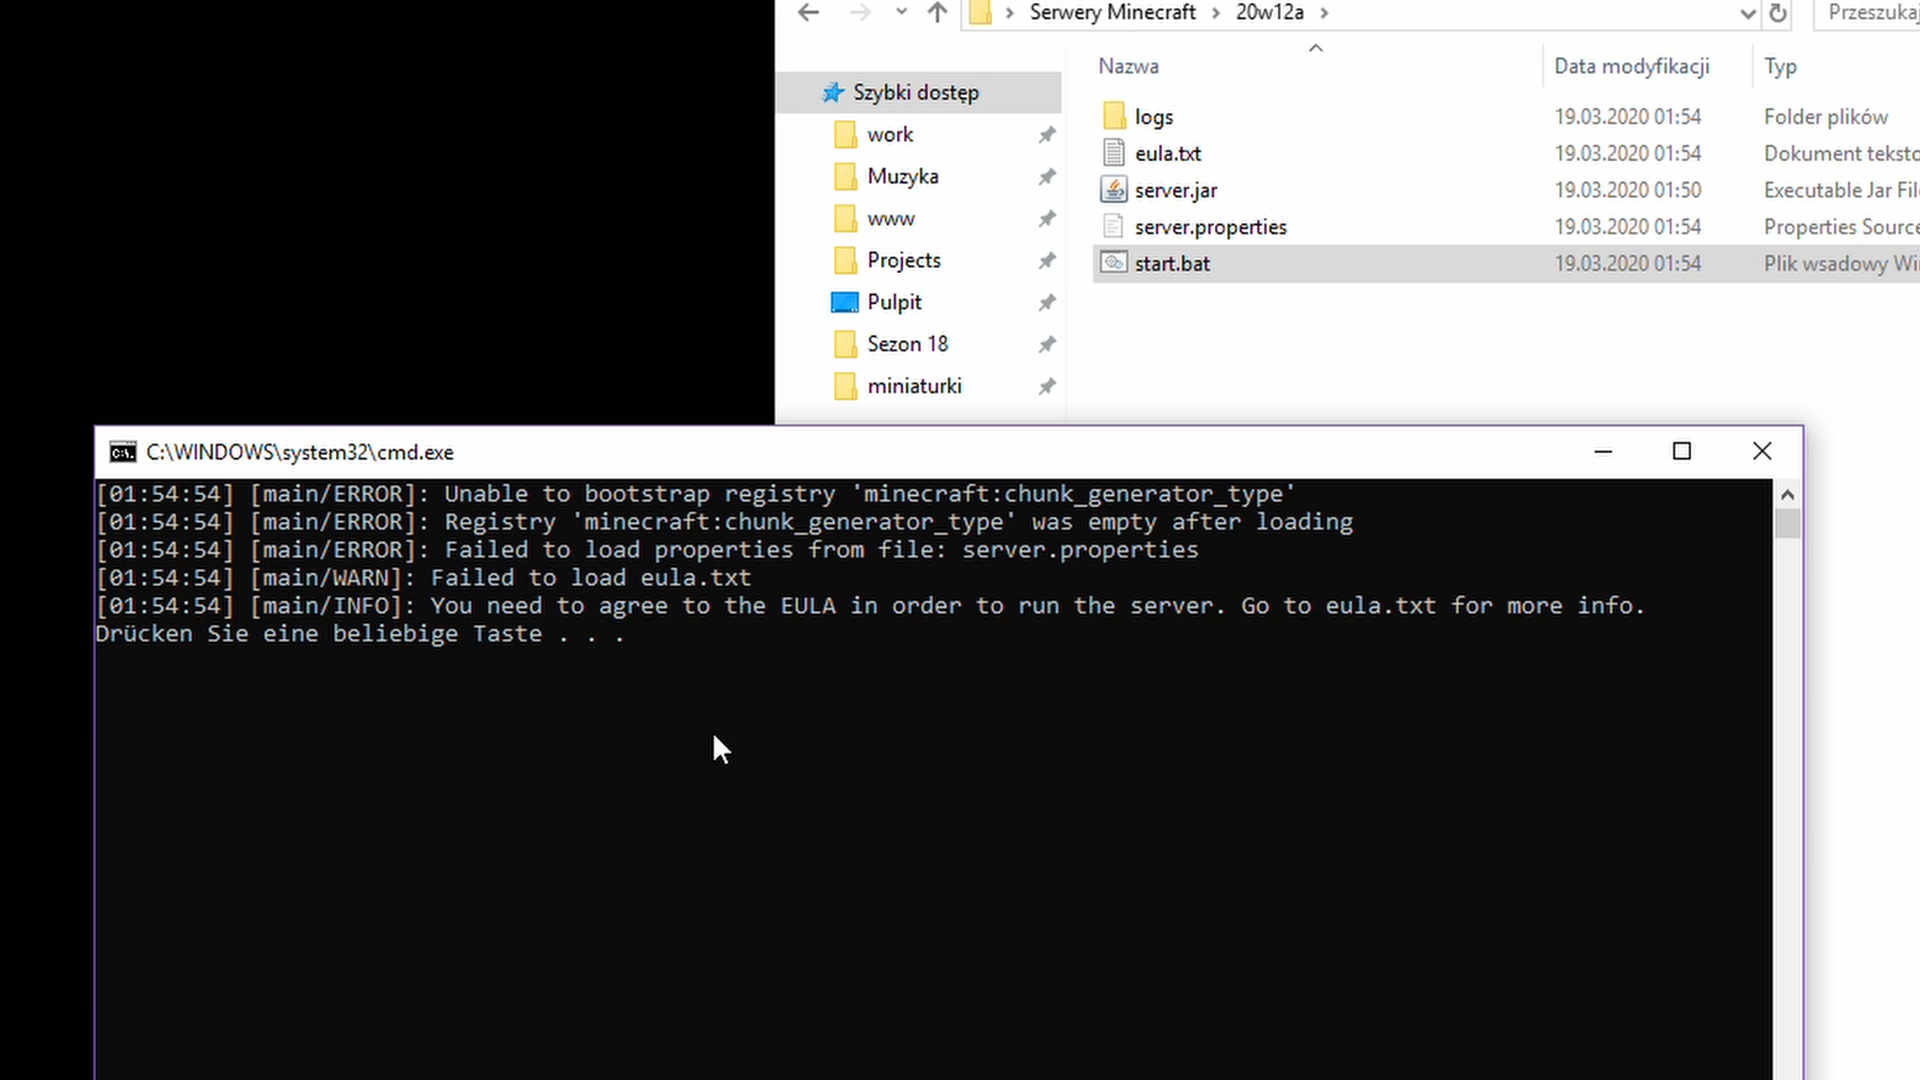 Serwery Minecraft
20w12a
Przeszukaj
Nazwa
Data modyfikacji
Typ
Szybki dostęp
work
Muzyka
www
Projects
Pulpit
Sezon 18
miniaturki
logs 19.03.2020 01:54 Folder plików
eula.txt 19.03.2020 01:54 Dokument teksto
server.jar 19.03.2020 01:50 Executable Jar Fil
server.properties 19.03.2020 01:54 Properties Source
start.bat 19.03.2020 01:54 Plik wsadowy Wi
C:\WINDOWS\system32\cmd.exe
[01:54:54] [main/ERROR]: Unable to bootstrap registry 'minecraft:chunk_generator_type'
[01:54:54] [main/ERROR]: Registry 'minecraft:chunk_generator_type' was empty after loading
[01:54:54] [main/ERROR]: Failed to load properties from file: server.properties
[01:54:54] [main/WARN]: Failed to load eula.txt
[01:54:54] [main/INFO]: You need to agree to the EULA in order to run the server. Go to eula.txt for more info.
Drücken Sie eine beliebige Taste . . .